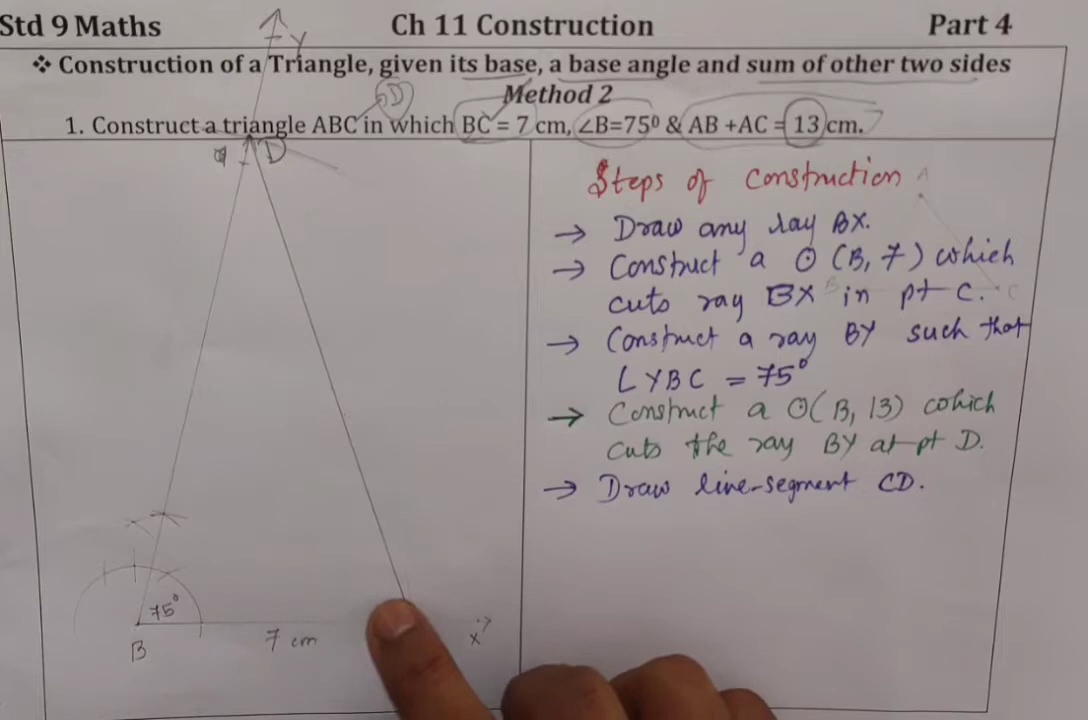 Std 9 Maths Ch 11 Construction Part 4
❖ Construction of a Triangle, given its base, a base angle and sum of other two sides
Method 2
1. Construct a triangle ABC in which BC = 7 cm, ∠B=75⁰ & AB +AC = 13 cm.
D
Y
D
Steps of construction
→ Draw any ray BX.
→ Construct a ⊙ (B, 7) which
cuts ray BX in pt C.
→ Construct a ray BY such that
∠YBC = 75°
→ Construct a ⊙(B, 13) which
cuts the ray BY at pt D.
→ Draw line-segment CD.
A
B
C
75°
B
7 cm
X